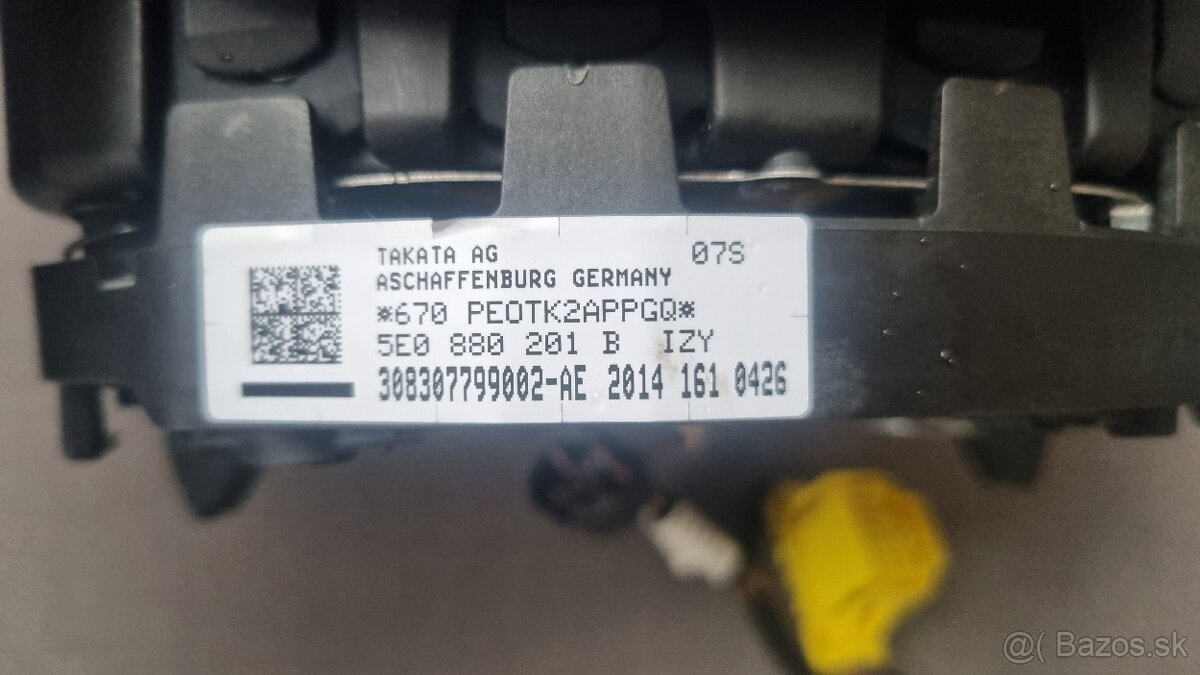 TAKATA AG 07S
ASCHAFFENBURG GERMANY
*670 PEOTK2APPGQ*
5E0 880 201 B IZY
308307799002-AE 2014 161 0426
@( Bazos.sk